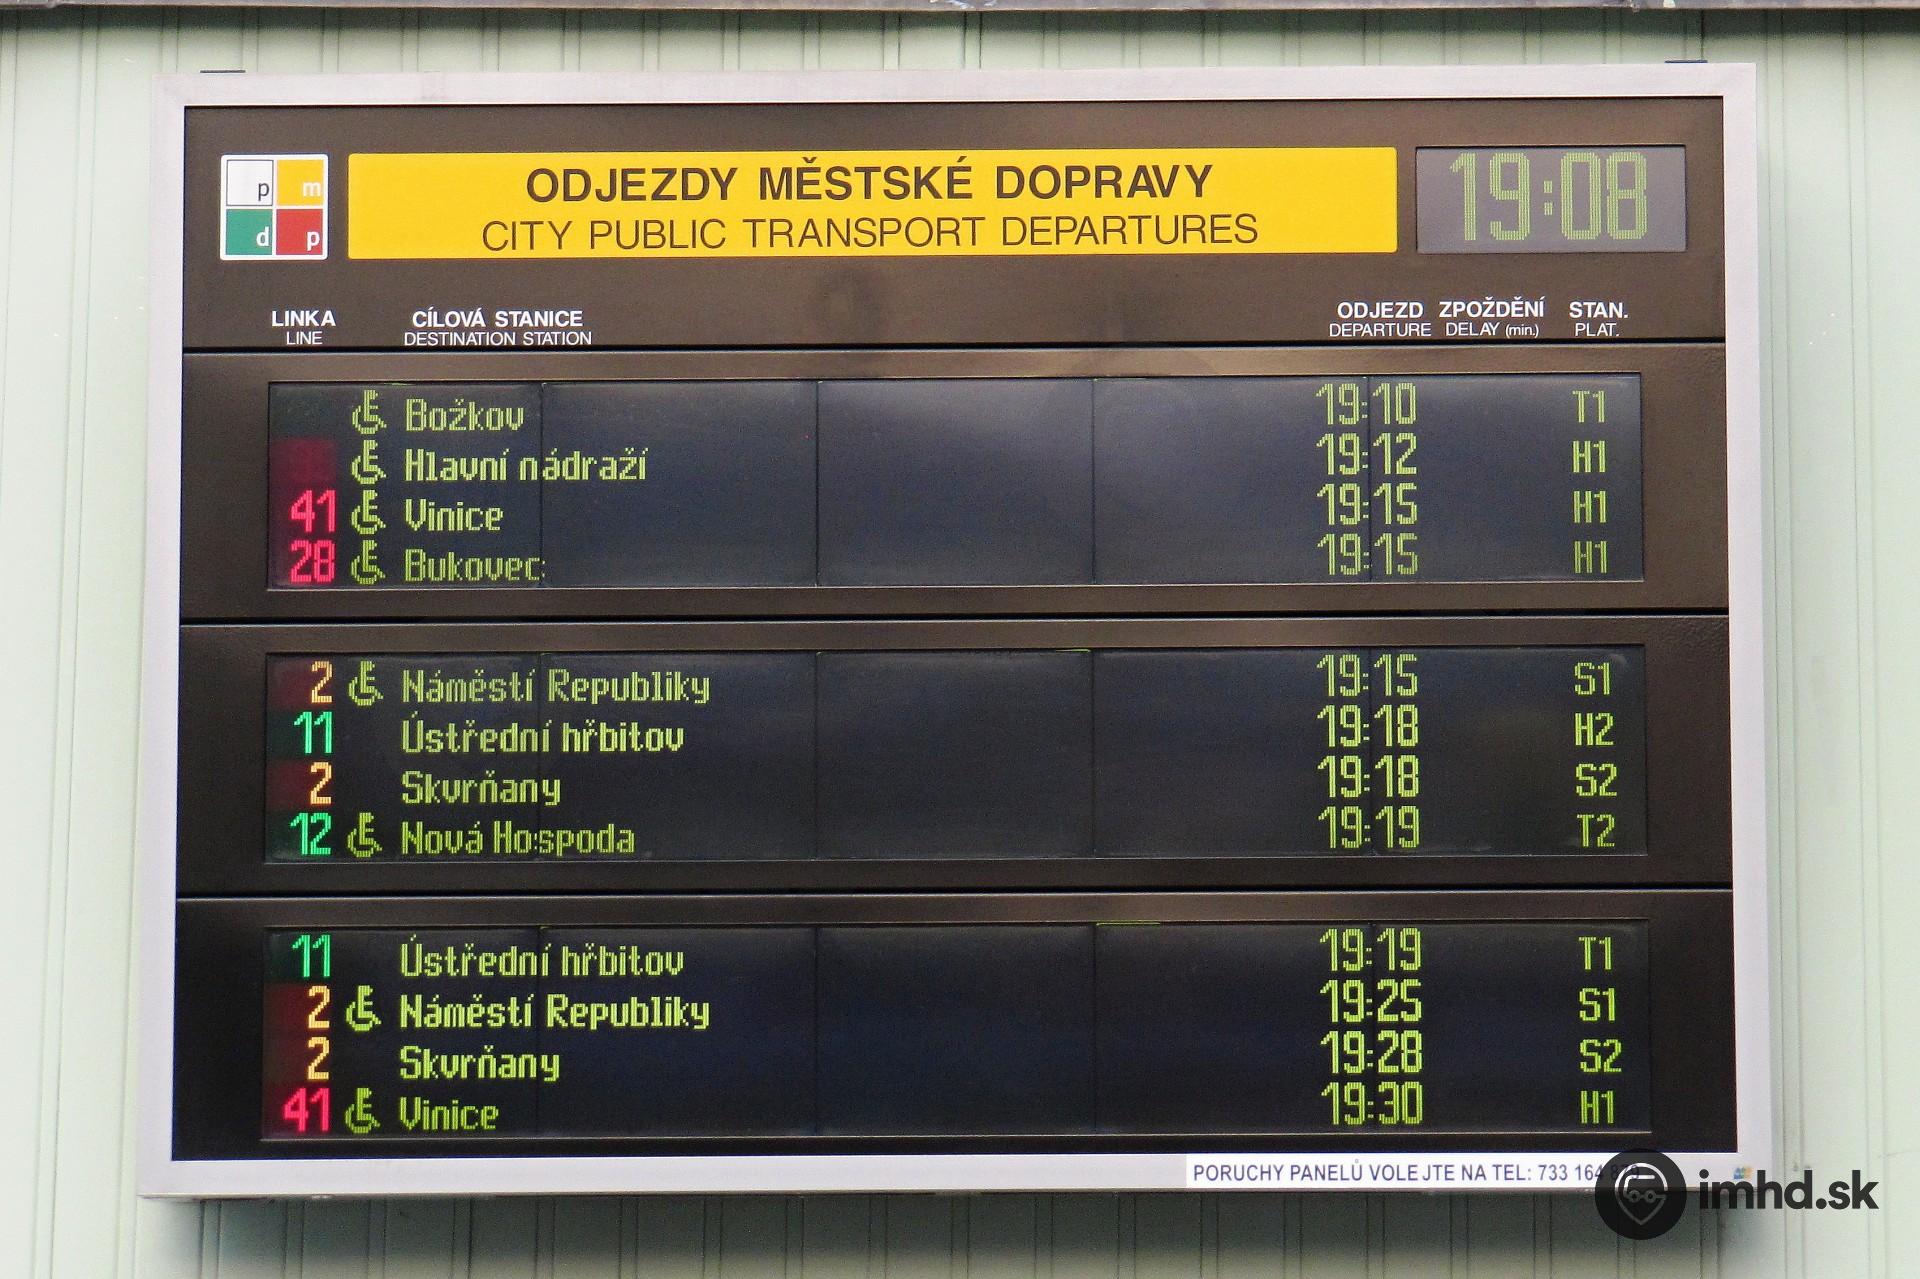 p m
d p
ODJEZDY MĚSTSKÉ DOPRAVY
CITY PUBLIC TRANSPORT DEPARTURES
19:08
LINKA CÍLOVÁ STANICE ODJEZD ZPOŽDĚNÍ STAN.
LINE DESTINATION STATION DEPARTURE DELAY (min.) PLAT.
Božkov 19:10 T1
Hlavní nádraží 19:12 H1
41 Vinice 19:15 H1
28 Bukovec 19:15 H1
2 Náměstí Republiky 19:15 S1
11 Ústřední hřbitov 19:18 H2
2 Skvrňany 19:18 S2
12 Nová Hospoda 19:19 T2
11 Ústřední hřbitov 19:19 T1
2 Náměstí Republiky 19:25 S1
2 Skvrňany 19:28 S2
41 Vinice 19:30 H1
PORUCHY PANELŮ VOLEJTE NA TEL: 733 164
imhd.sk